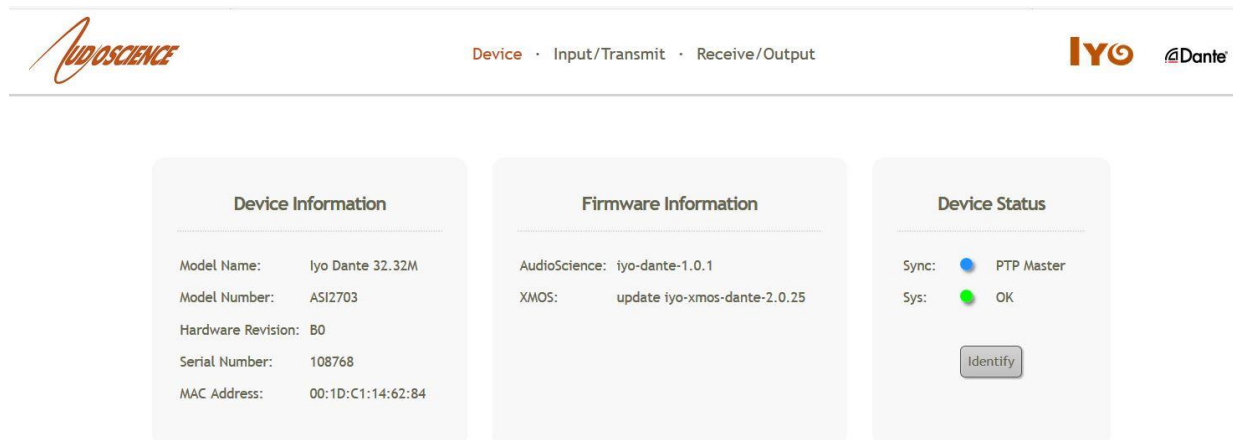 AUDIOSCIENCE
Device · Input/Transmit · Receive/Output
Iyo
Dante
Device Information
Model Name: Iyo Dante 32.32M
Model Number: ASI2703
Hardware Revision: B0
Serial Number: 108768
MAC Address: 00:1D:C1:14:62:84
Firmware Information
AudioScience: iyo-dante-1.0.1
XMOS: update iyo-xmos-dante-2.0.25
Device Status
Sync: PTP Master
Sys: OK
Identify